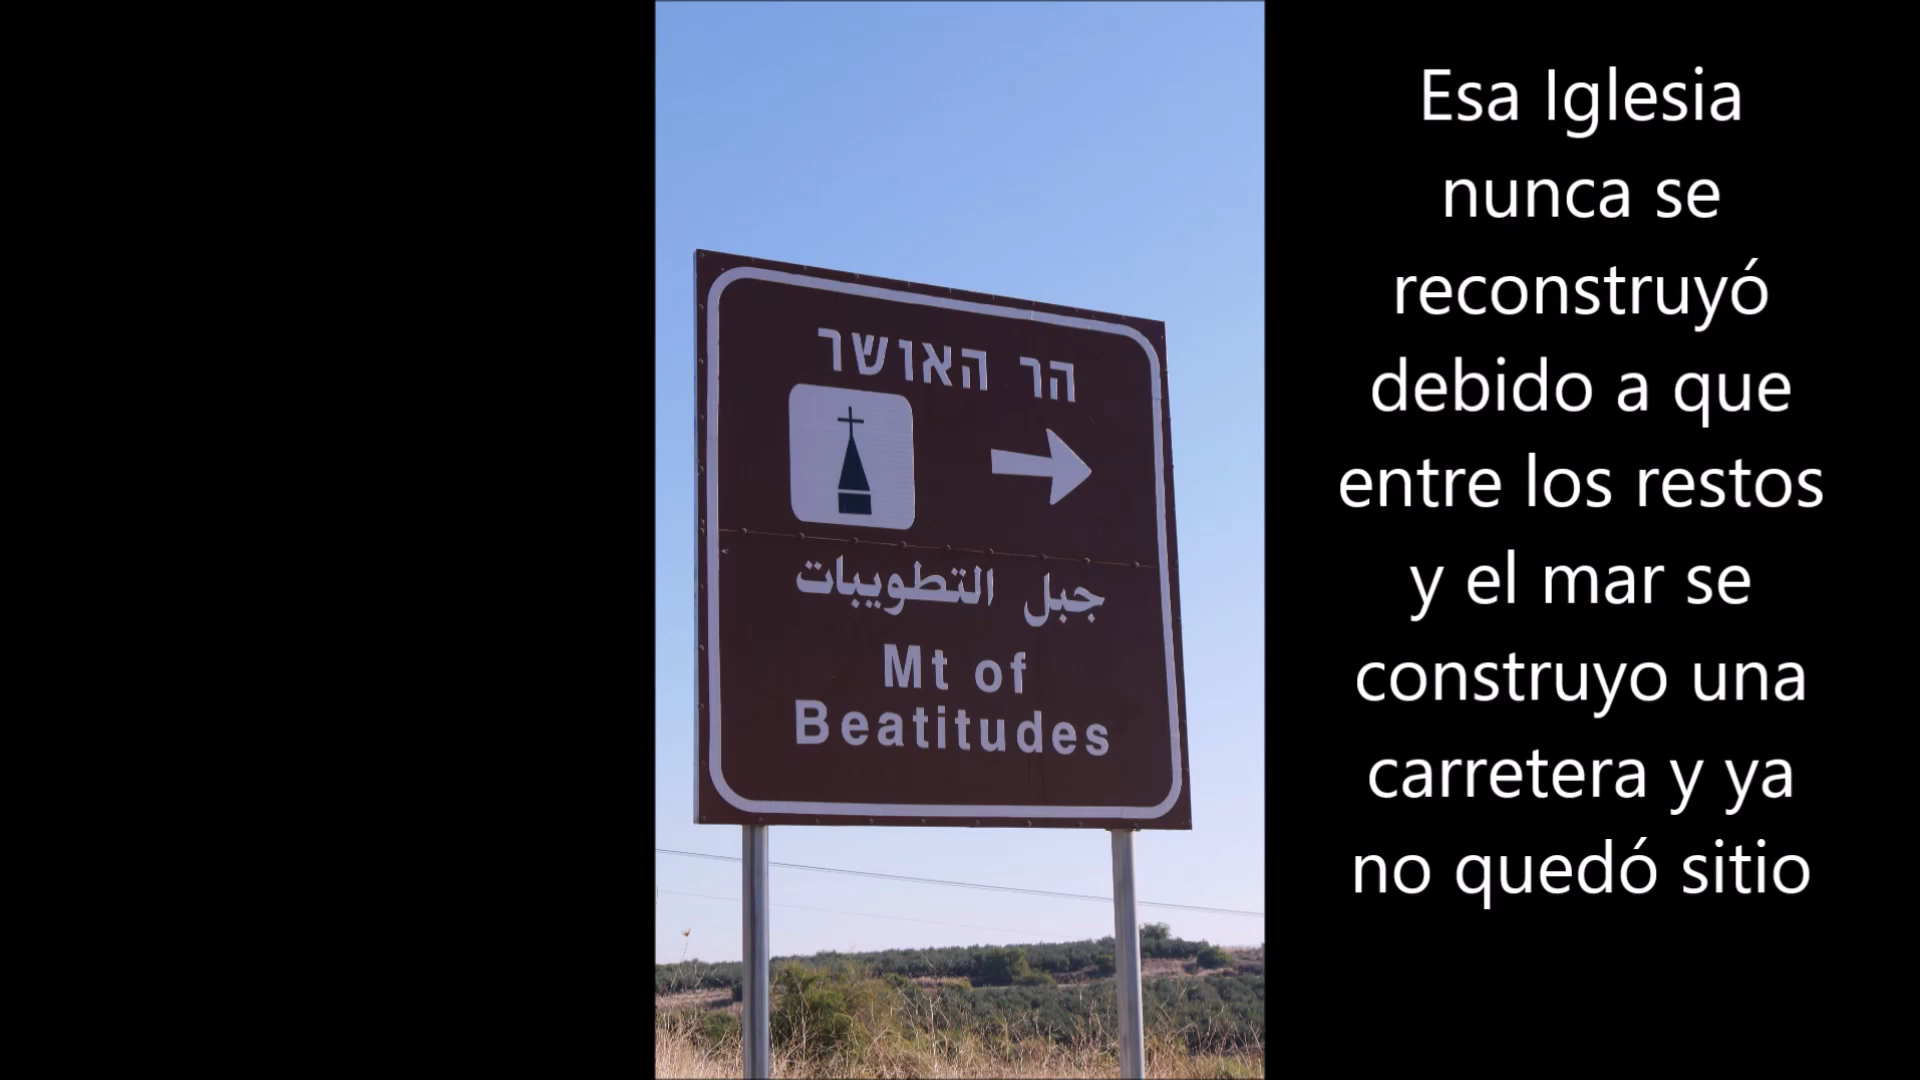 הר האושר
جبل التطويبات
Mt of
Beatitudes
Esa Iglesia
nunca se
reconstruyó
debido a que
entre los restos
y el mar se
construyo una
carretera y ya
no quedó sitio